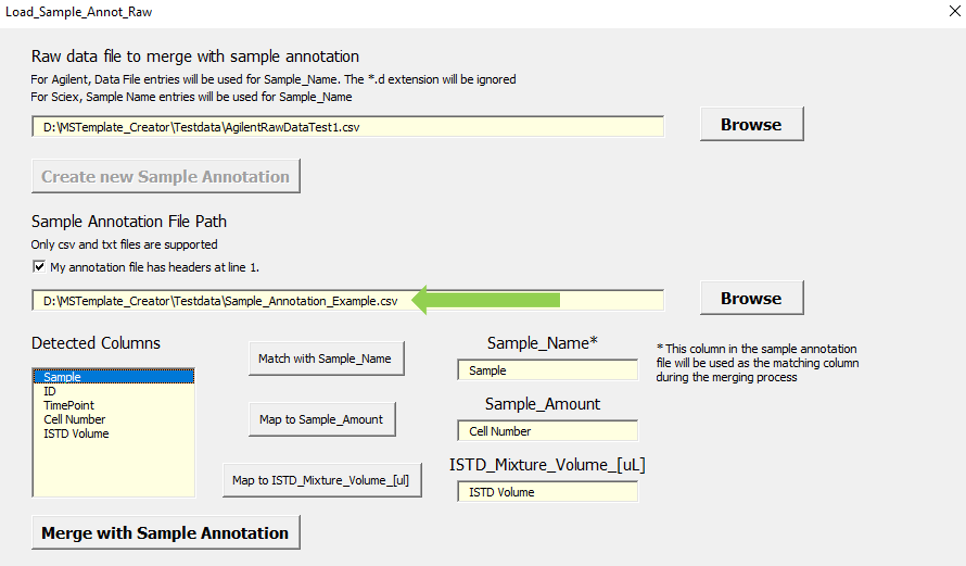 Load_Sample_Annot_Raw
Raw data file to merge with sample annotation
For Agilent, Data File entries will be used for Sample_Name. The *.d extension will be ignored
For Sciex, Sample Name entries will be used for Sample_Name
D:\MSTemplate_Creator\Testdata\AgilentRawDataTest1.csv
Browse
Create new Sample Annotation
Sample Annotation File Path
Only csv and txt files are supported
My annotation file has headers at line 1.
D:\MSTemplate_Creator\Testdata\Sample_Annotation_Example.csv
Browse
Detected Columns
Sample
ID
TimePoint
Cell Number
ISTD Volume
Match with Sample_Name
Map to Sample_Amount
Map to ISTD_Mixture_Volume_[ul]
Sample_Name*
Sample
Sample_Amount
Cell Number
ISTD_Mixture_Volume_[uL]
ISTD Volume
* This column in the sample annotation
file will be used as the matching column
during the merging process
Merge with Sample Annotation